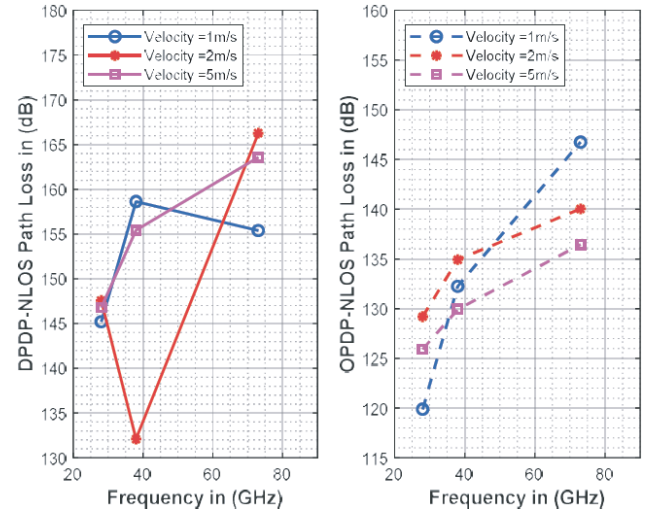 180
175
170
165
160
155
150
145
140
135
130
DPDP-NLOS Path Loss in (dB)
Velocity =1m/s
Velocity =2m/s
Velocity =5m/s
20
40
60
80
Frequency in (GHz)
160
155
150
145
140
135
130
125
120
115
OPDP-NLOS Path Loss in (dB)
Velocity =1m/s
Velocity =2m/s
Velocity =5m/s
20
40
60
80
Frequency in (GHz)